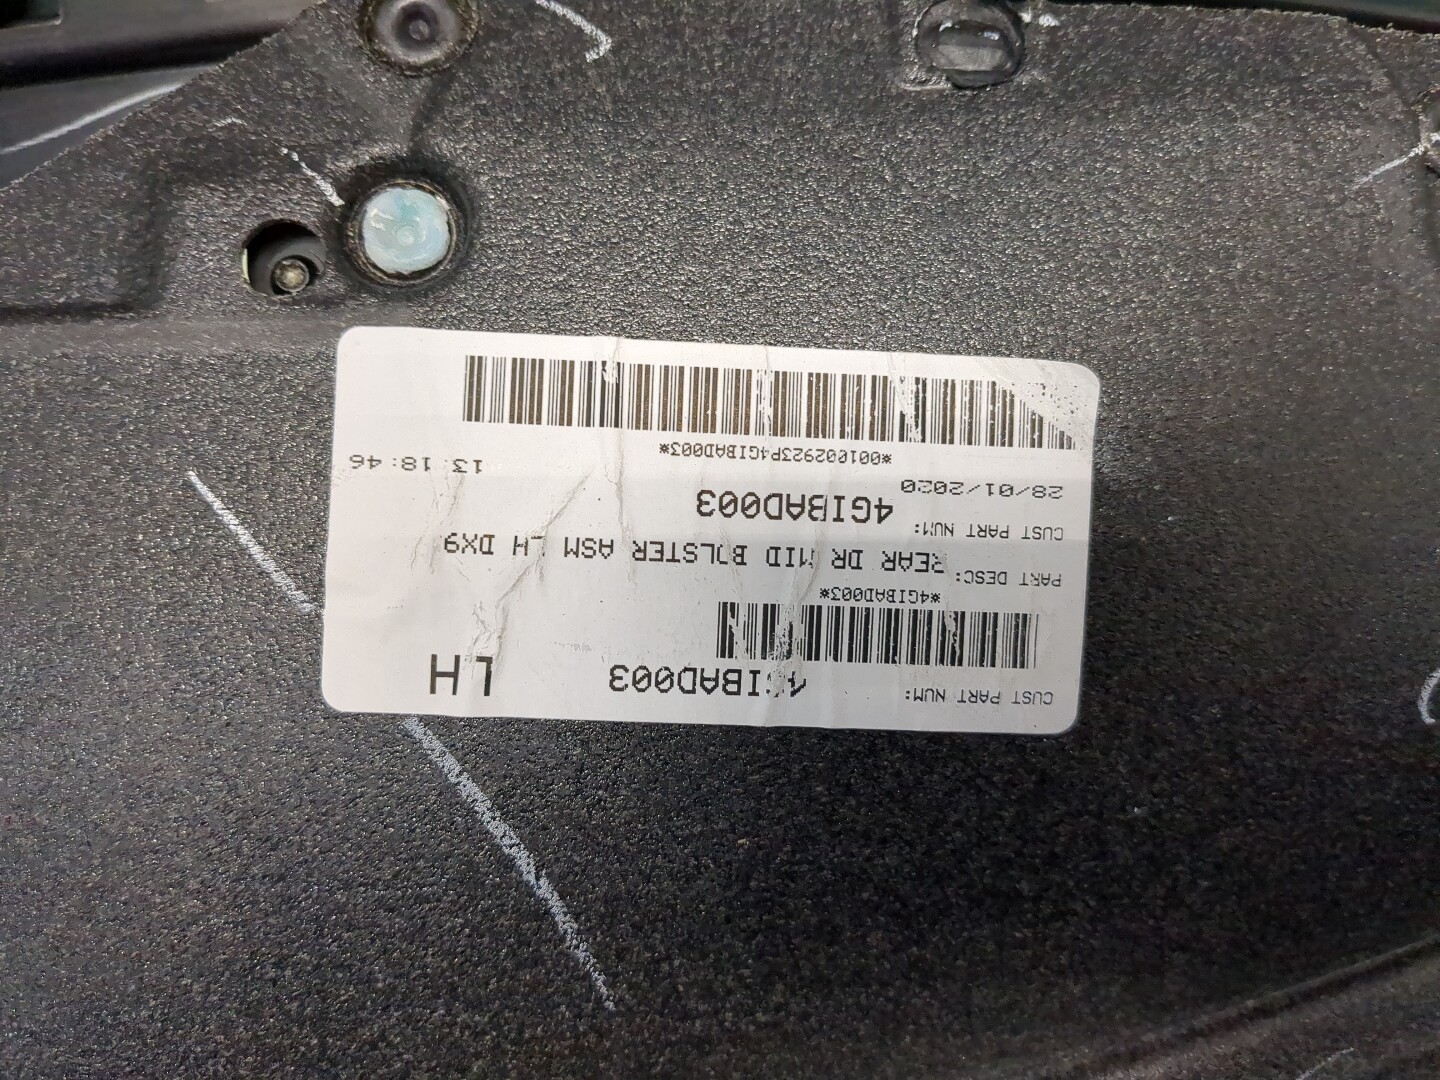 CUST PART NUM: 4GIBAD003 LH
*4GIBAD003*
PART DESC: REAR DR MID BOLSTER ASM LH DX9
CUST PART NUM: 4GIBAD003
28/01/2020 13:18:46
*001002923P4GIBAD003*